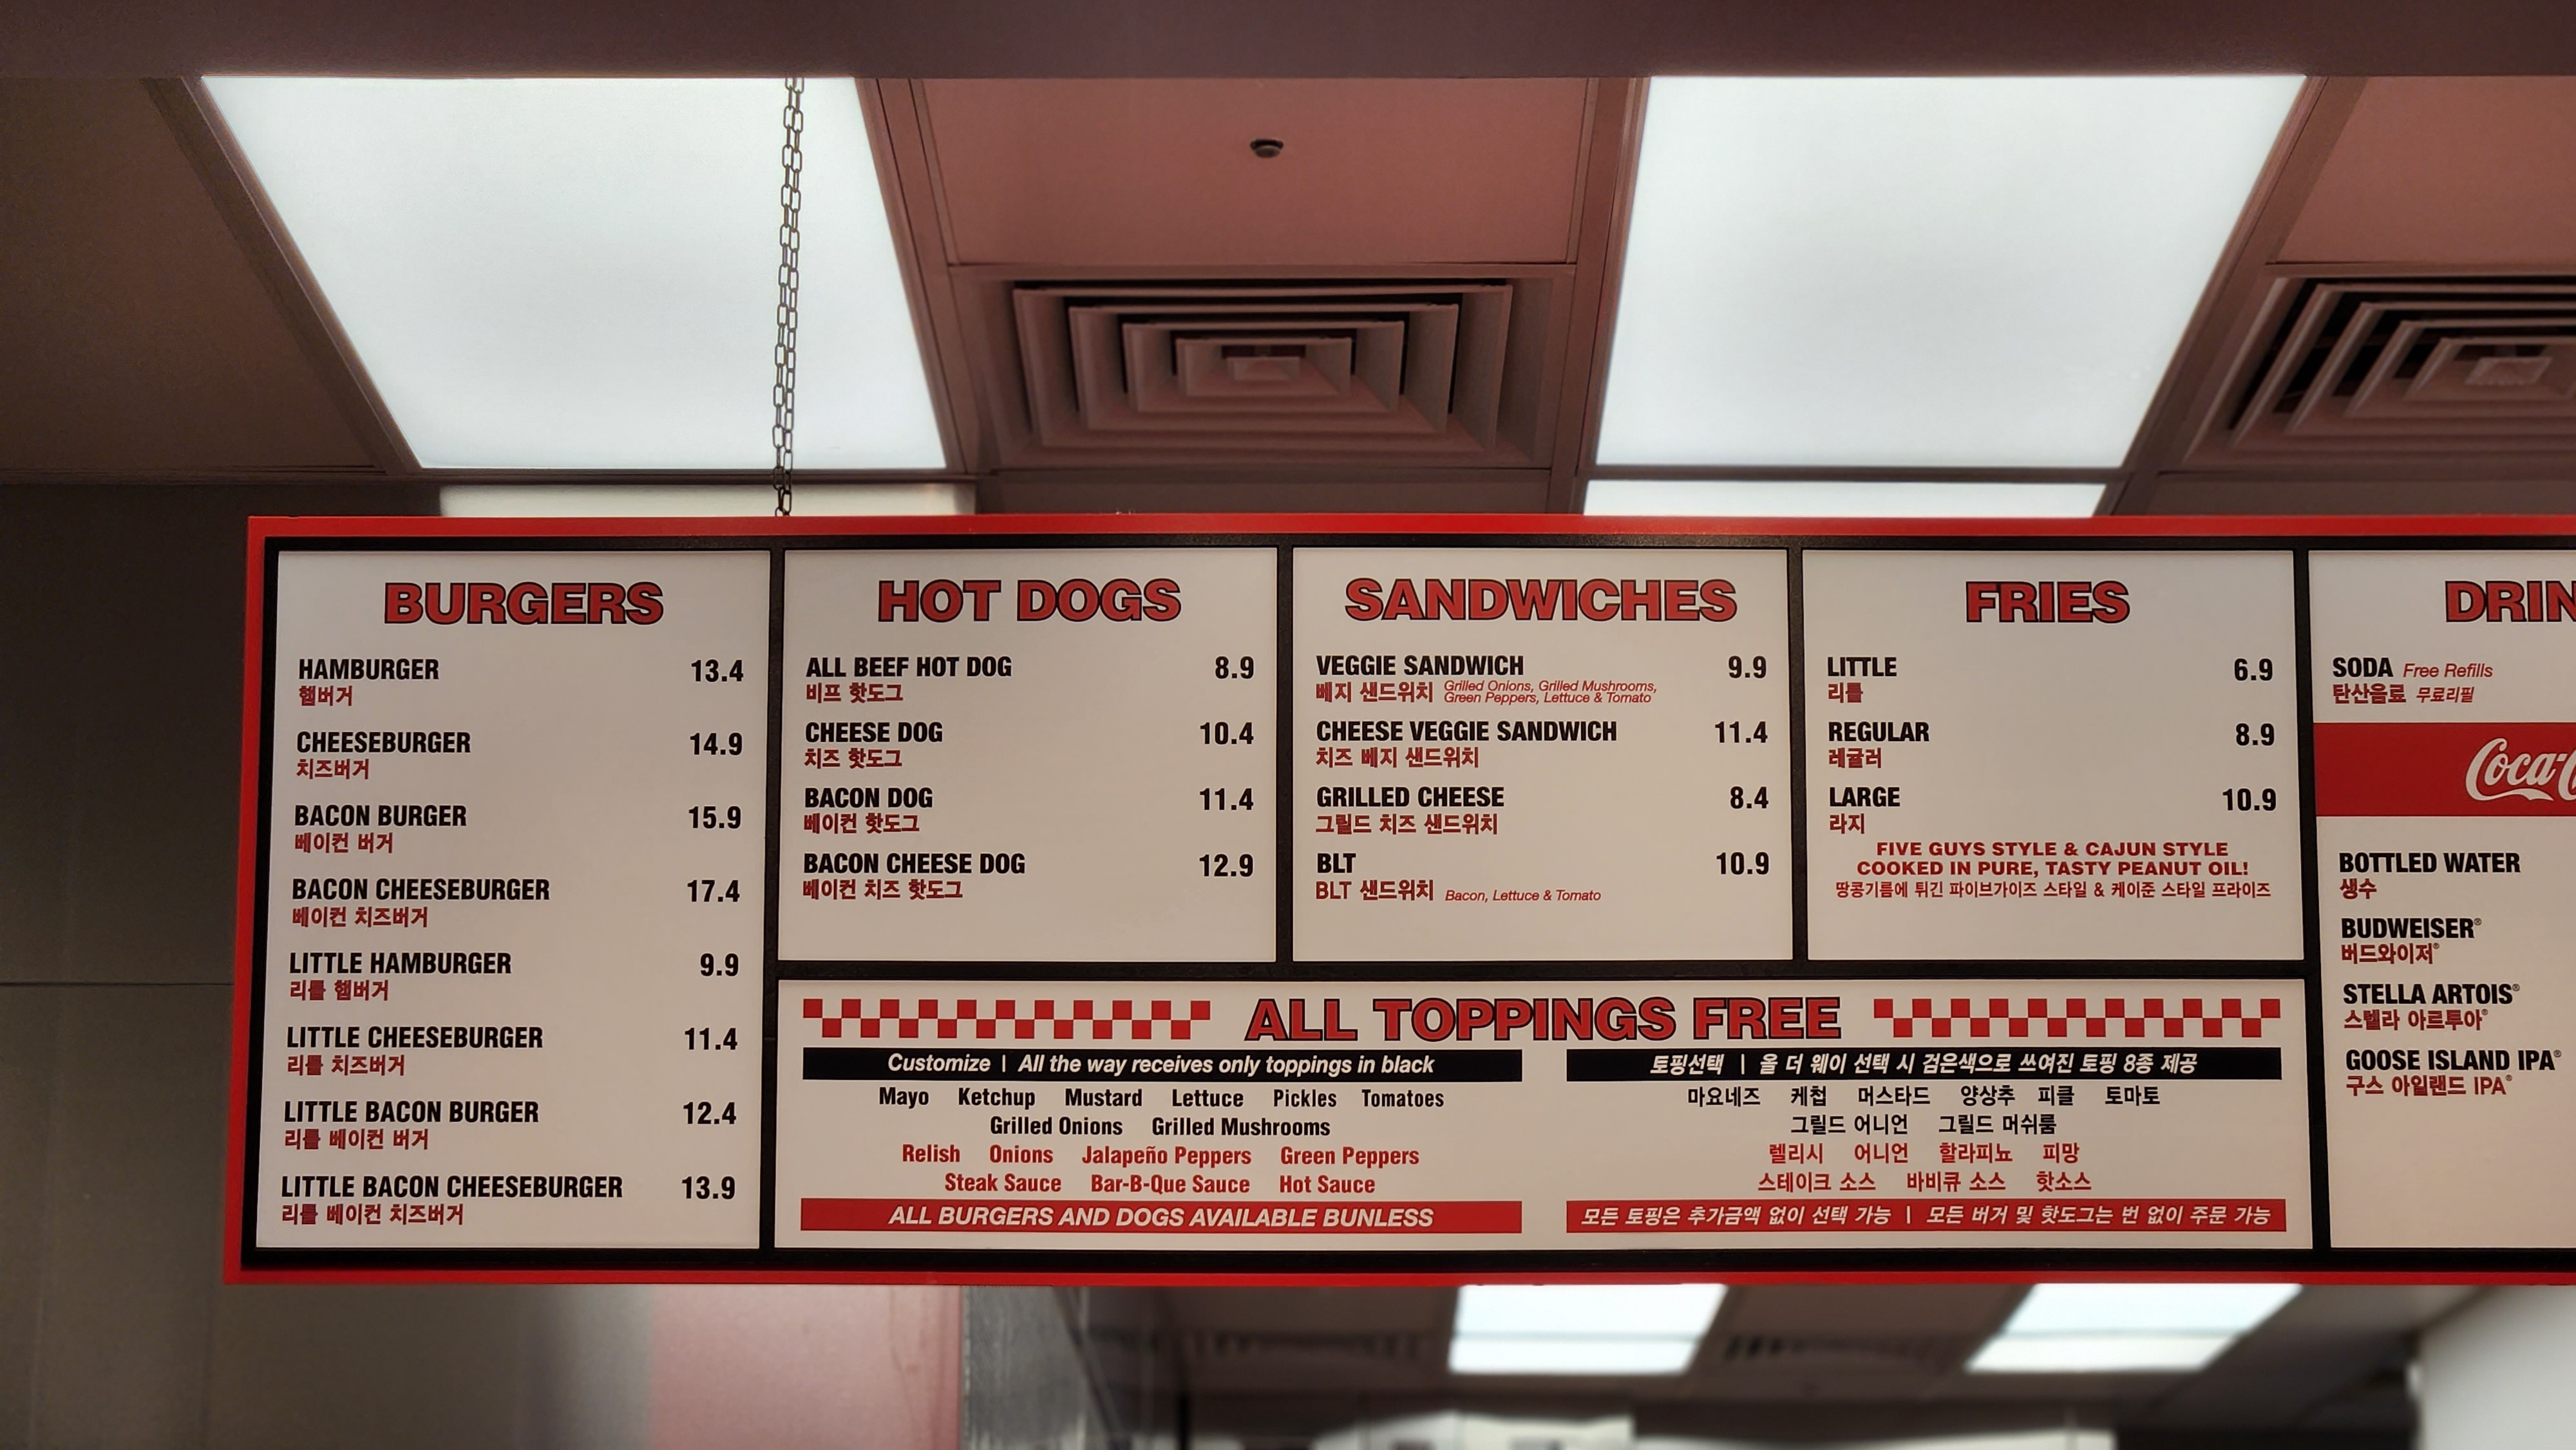 BURGERS
HAMBURGER 13.4
햄버거
CHEESEBURGER 14.9
치즈버거
BACON BURGER 15.9
베이컨 버거
BACON CHEESEBURGER 17.4
베이컨 치즈버거
LITTLE HAMBURGER 9.9
리틀 햄버거
LITTLE CHEESEBURGER 11.4
리틀 치즈버거
LITTLE BACON BURGER 12.4
리틀 베이컨 버거
LITTLE BACON CHEESEBURGER 13.9
리틀 베이컨 치즈버거
HOT DOGS
ALL BEEF HOT DOG 8.9
비프 핫도그
CHEESE DOG 10.4
치즈 핫도그
BACON DOG 11.4
베이컨 핫도그
BACON CHEESE DOG 12.9
베이컨 치즈 핫도그
SANDWICHES
VEGGIE SANDWICH 9.9
베지 샌드위치 Grilled Onions, Grilled Mushrooms,
Green Peppers, Lettuce & Tomato
CHEESE VEGGIE SANDWICH 11.4
치즈 베지 샌드위치
GRILLED CHEESE 8.4
그릴드 치즈 샌드위치
BLT 10.9
BLT 샌드위치 Bacon, Lettuce & Tomato
FRIES
LITTLE 6.9
리틀
REGULAR 8.9
레귤러
LARGE 10.9
라지
FIVE GUYS STYLE & CAJUN STYLE
COOKED IN PURE, TASTY PEANUT OIL!
땅콩기름에 튀긴 파이브가이즈 스타일 & 케이준 스타일 프라이즈
ALL TOPPINGS FREE
Customize | All the way receives only toppings in black
Mayo Ketchup Mustard Lettuce Pickles Tomatoes
Grilled Onions Grilled Mushrooms
Relish Onions Jalapeño Peppers Green Peppers
Steak Sauce Bar-B-Que Sauce Hot Sauce
ALL BURGERS AND DOGS AVAILABLE BUNLESS
토핑선택 | 올 더 웨이 선택 시 검은색으로 쓰여진 토핑 8종 제공
마요네즈 케첩 머스타드 양상추 피클 토마토
그릴드 어니언 그릴드 머쉬룸
렐리시 어니언 할라피뇨 피망
스테이크 소스 바비큐 소스 핫소스
모든 토핑은 추가금액 없이 선택 가능 | 모든 버거 및 핫도그는 번 없이 주문 가능
DRIN
SODA Free Refills
탄산음료 무료리필
Coca-C
BOTTLED WATER
생수
BUDWEISER®
버드와이저®
STELLA ARTOIS®
스텔라 아르투아®
GOOSE ISLAND IPA®
구스 아일랜드 IPA®